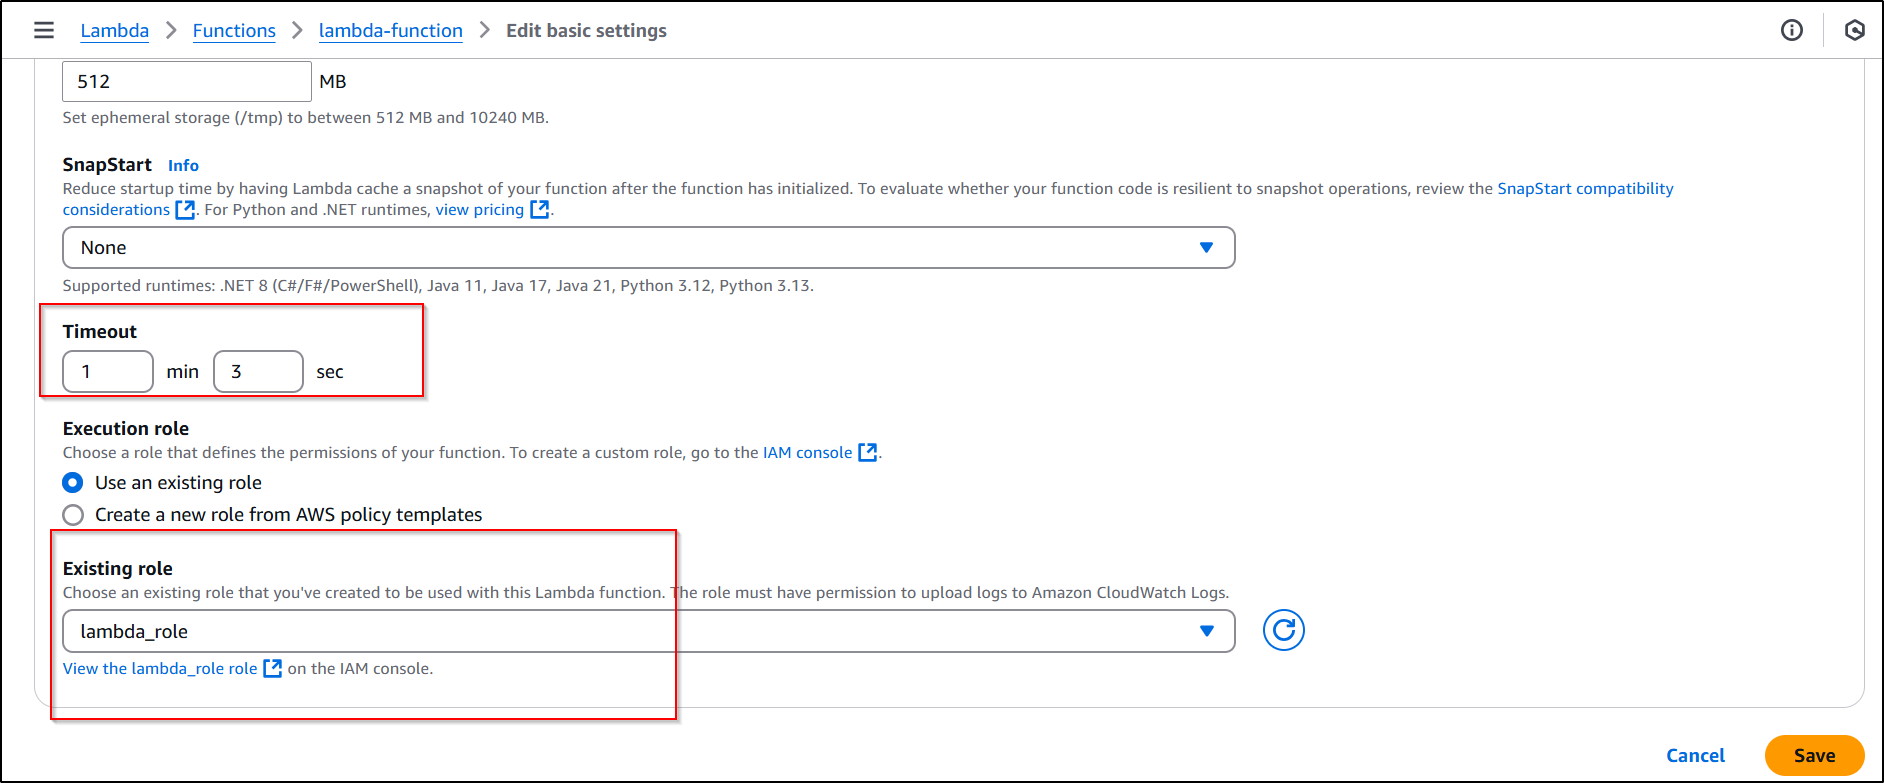 Lambda > Functions > lambda-function > Edit basic settings
512 MB
Set ephemeral storage (/tmp) to between 512 MB and 10240 MB.
SnapStart Info
Reduce startup time by having Lambda cache a snapshot of your function after the function has initialized. To evaluate whether your function code is resilient to snapshot operations, review the SnapStart compatibility
considerations. For Python and .NET runtimes, view pricing.
None
Supported runtimes: .NET 8 (C#/F#/PowerShell), Java 11, Java 17, Java 21, Python 3.12, Python 3.13.
Timeout
1 min 3 sec
Execution role
Choose a role that defines the permissions of your function. To create a custom role, go to the IAM console.
Use an existing role
Create a new role from AWS policy templates
Existing role
Choose an existing role that you've created to be used with this Lambda function. The role must have permission to upload logs to Amazon CloudWatch Logs.
lambda_role
View the lambda_role role on the IAM console.
Cancel Save